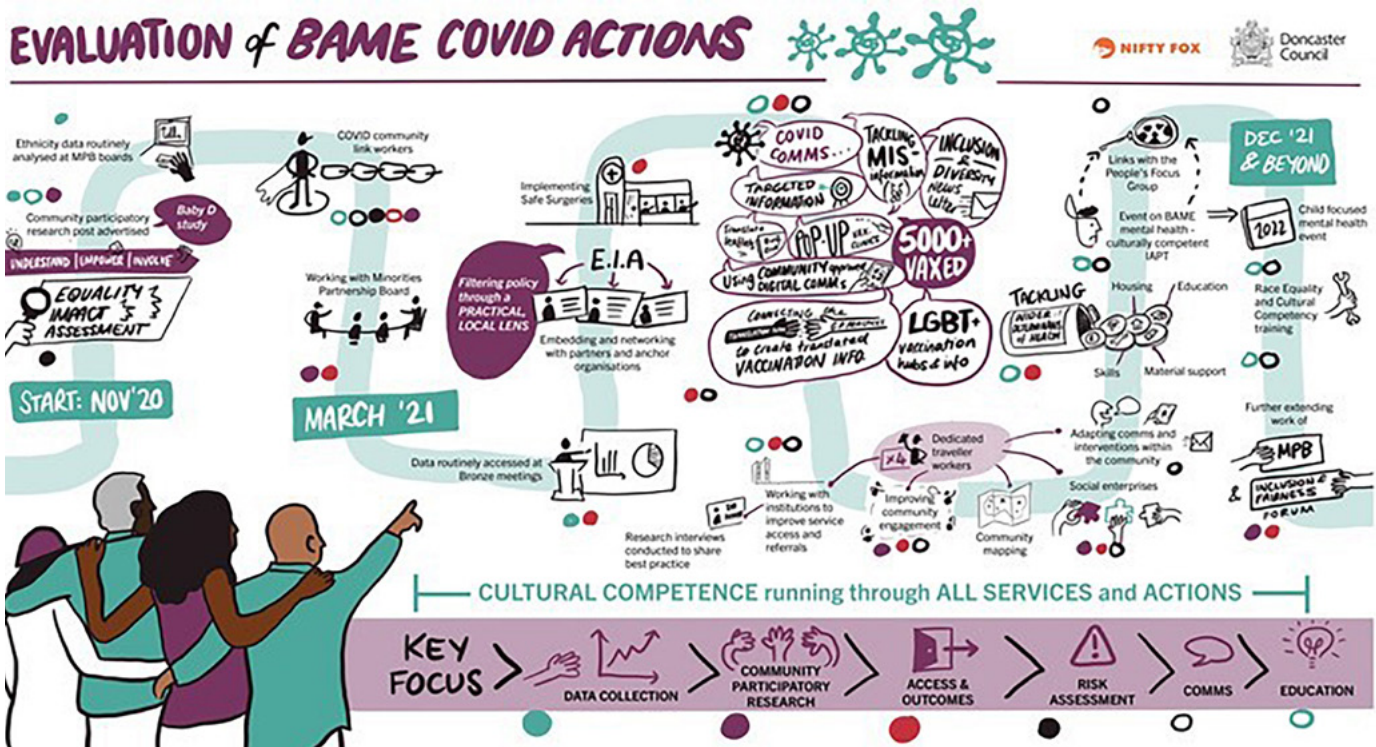 EVALUATION of BAME COVID ACTIONS
NIFTY FOX
Doncaster
Council
Ethnicity data routinely
analysed at MPB boards
Community participatory
research post advertised
Baby D
study
UNDERSTAND | EMPOWER | INVOLVE
EQUALITY
IMPACT
ASSESSMENT
START: NOV'20
COVID community
link workers
Working with Minorities
Partnership Board
MARCH '21
Data routinely accessed at
Bronze meetings
Implementing
Safe Surgeries
Filtering policy
through a
PRACTICAL,
LOCAL LENS
E.I.A
Embedding and networking
with partners and anchor
organisations
COVID
COMMS...
TACKLING
MIS-
information
INCLUSION
&
DIVERSITY
NEWS
letter
TARGETED
INFORMATION
Translated
leaflets
POP-UP
CLINICS
5000+
VAXED
Using COMMUNITY approved
DIGITAL COMMS
CONNECTING the
to create translated
VACCINATION INFO.
LGBT+
vaccination
hubs & info
Research interviews
conducted to share
best practice
Working with
institutions to
improve service
access and
referrals
x4
Dedicated
traveller
workers
Improving
community
engagement
Community
mapping
Adapting comms and
interventions within
the community
Social enterprises
Links with the
People's Focus
Group
Event on BAME
mental health -
culturally competent
IAPT
TACKLING
WIDER
DETERMINANTS
OF HEALTH
Housing
Education
Skills
Material support
DEC '21
& BEYOND
2022
Child focused
mental health
event
Race Equality
and Cultural
Competency
training
Further extending
work of
MPB
&
INCLUSION &
FAIRNESS
FORUM
CULTURAL COMPETENCE running through ALL SERVICES and ACTIONS
KEY
FOCUS
DATA COLLECTION
COMMUNITY
PARTICIPATORY
RESEARCH
ACCESS &
OUTCOMES
RISK
ASSESSMENT
COMMS
EDUCATION